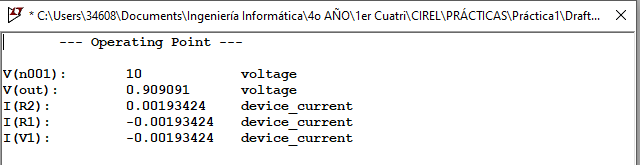 * C:\Users\34608\Documents\Ingeniería Informática\4o AÑO\1er Cuatri\CIREL\PRÁCTICAS\Práctica1\Draft...
--- Operating Point ---
V(n001): 10 voltage
V(out): 0.909091 voltage
I(R2): 0.00193424 device_current
I(R1): -0.00193424 device_current
I(V1): -0.00193424 device_current